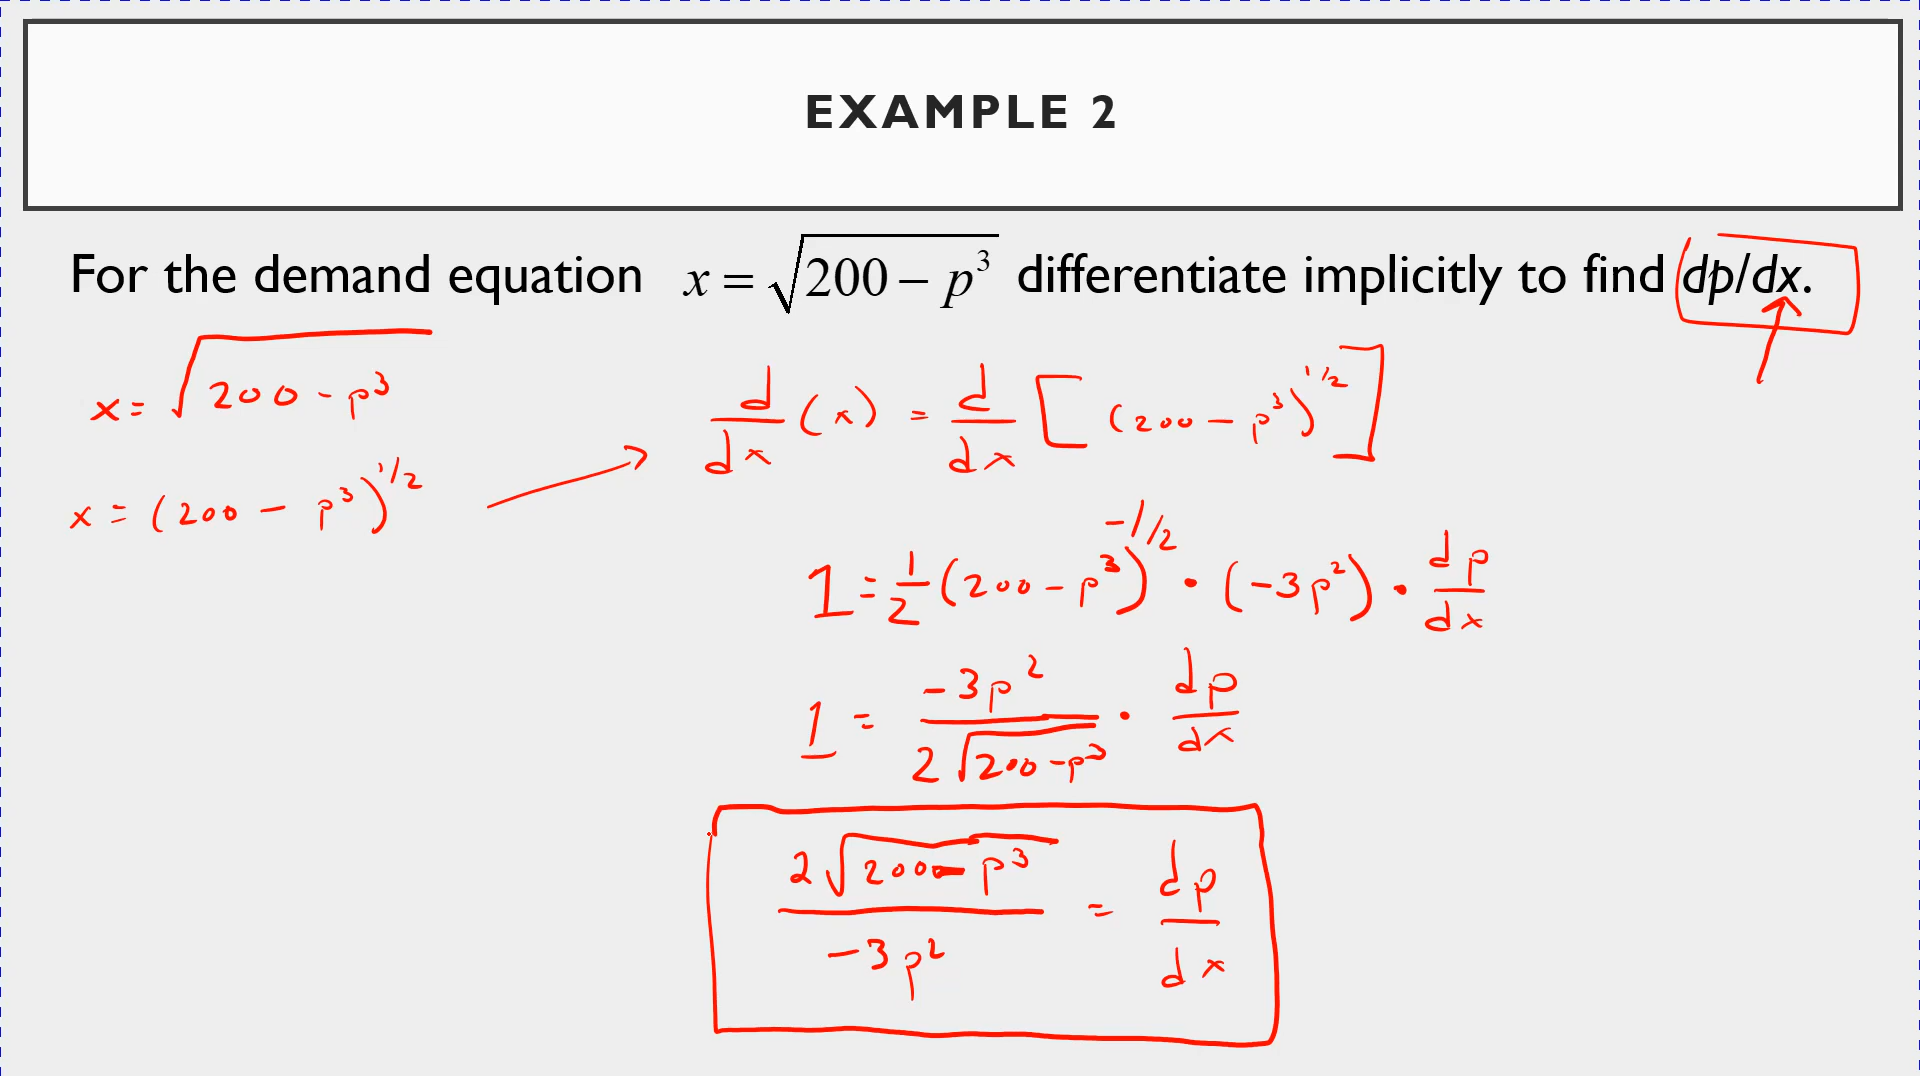 EXAMPLE 2
For the demand equation x = √(200 − p³) differentiate implicitly to find dp/dx.
x = √(200 − p³)
x = (200 − p³)^(1/2)
d/dx (x) = d/dx [(200 − p³)^(1/2)]
1 = 1/2 (200 − p³)^(−1/2) • (−3p²) • dp/dx
1 = −3p² / (2√(200 − p³)) • dp/dx
2√(200 − p³) / (−3p²) = dp/dx